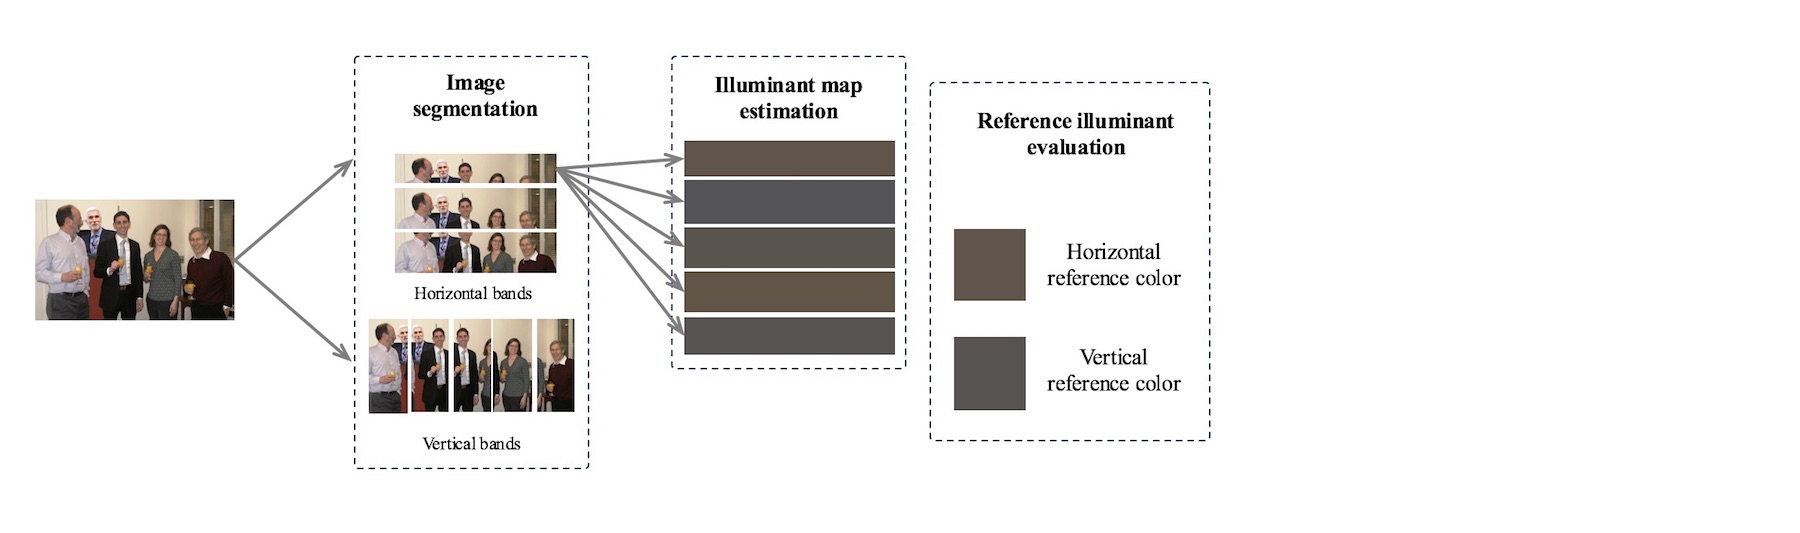 Image
segmentation
Horizontal bands
Vertical bands
Illuminant map
estimation
Reference illuminant
evaluation
Horizontal
reference color
Vertical
reference color